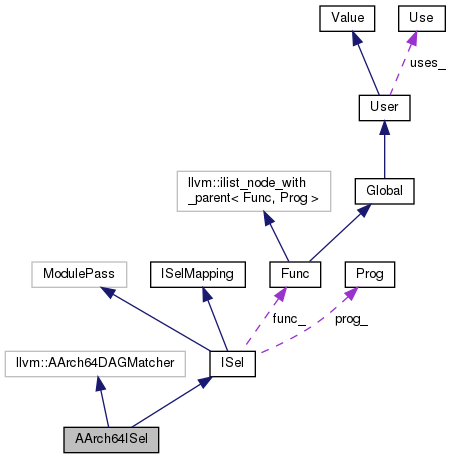 Value
Use
uses_
User
llvm::ilist_node_with
_parent< Func, Prog >
Global
ModulePass
ISelMapping
Func
Prog
func_
prog_
llvm::AArch64DAGMatcher
ISel
AArch64ISel